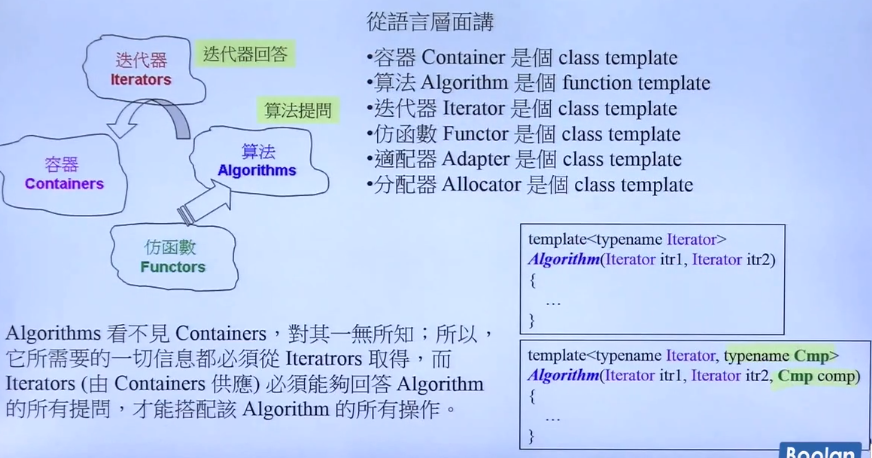 從語言層面講
•容器 Container 是個 class template
•算法 Algorithm 是個 function template
•迭代器 Iterator 是個 class template
•仿函數 Functor 是個 class template
•適配器 Adapter 是個 class template
•分配器 Allocator 是個 class template
迭代器
Iterators
迭代器回答
算法提問
容器
Containers
算法
Algorithms
仿函數
Functors
template<typename Iterator>
Algorithm(Iterator itr1, Iterator itr2)
{
...
}
template<typename Iterator, typename Cmp>
Algorithm(Iterator itr1, Iterator itr2, Cmp comp)
{
...
}
Algorithms 看不見 Containers，對其一無所知；所以，
它所需要的一切信息都必須從 Iteratrors 取得，而
Iterators (由 Containers 供應) 必須能夠回答 Algorithm
的所有提問，才能搭配該 Algorithm 的所有操作。
Boolan